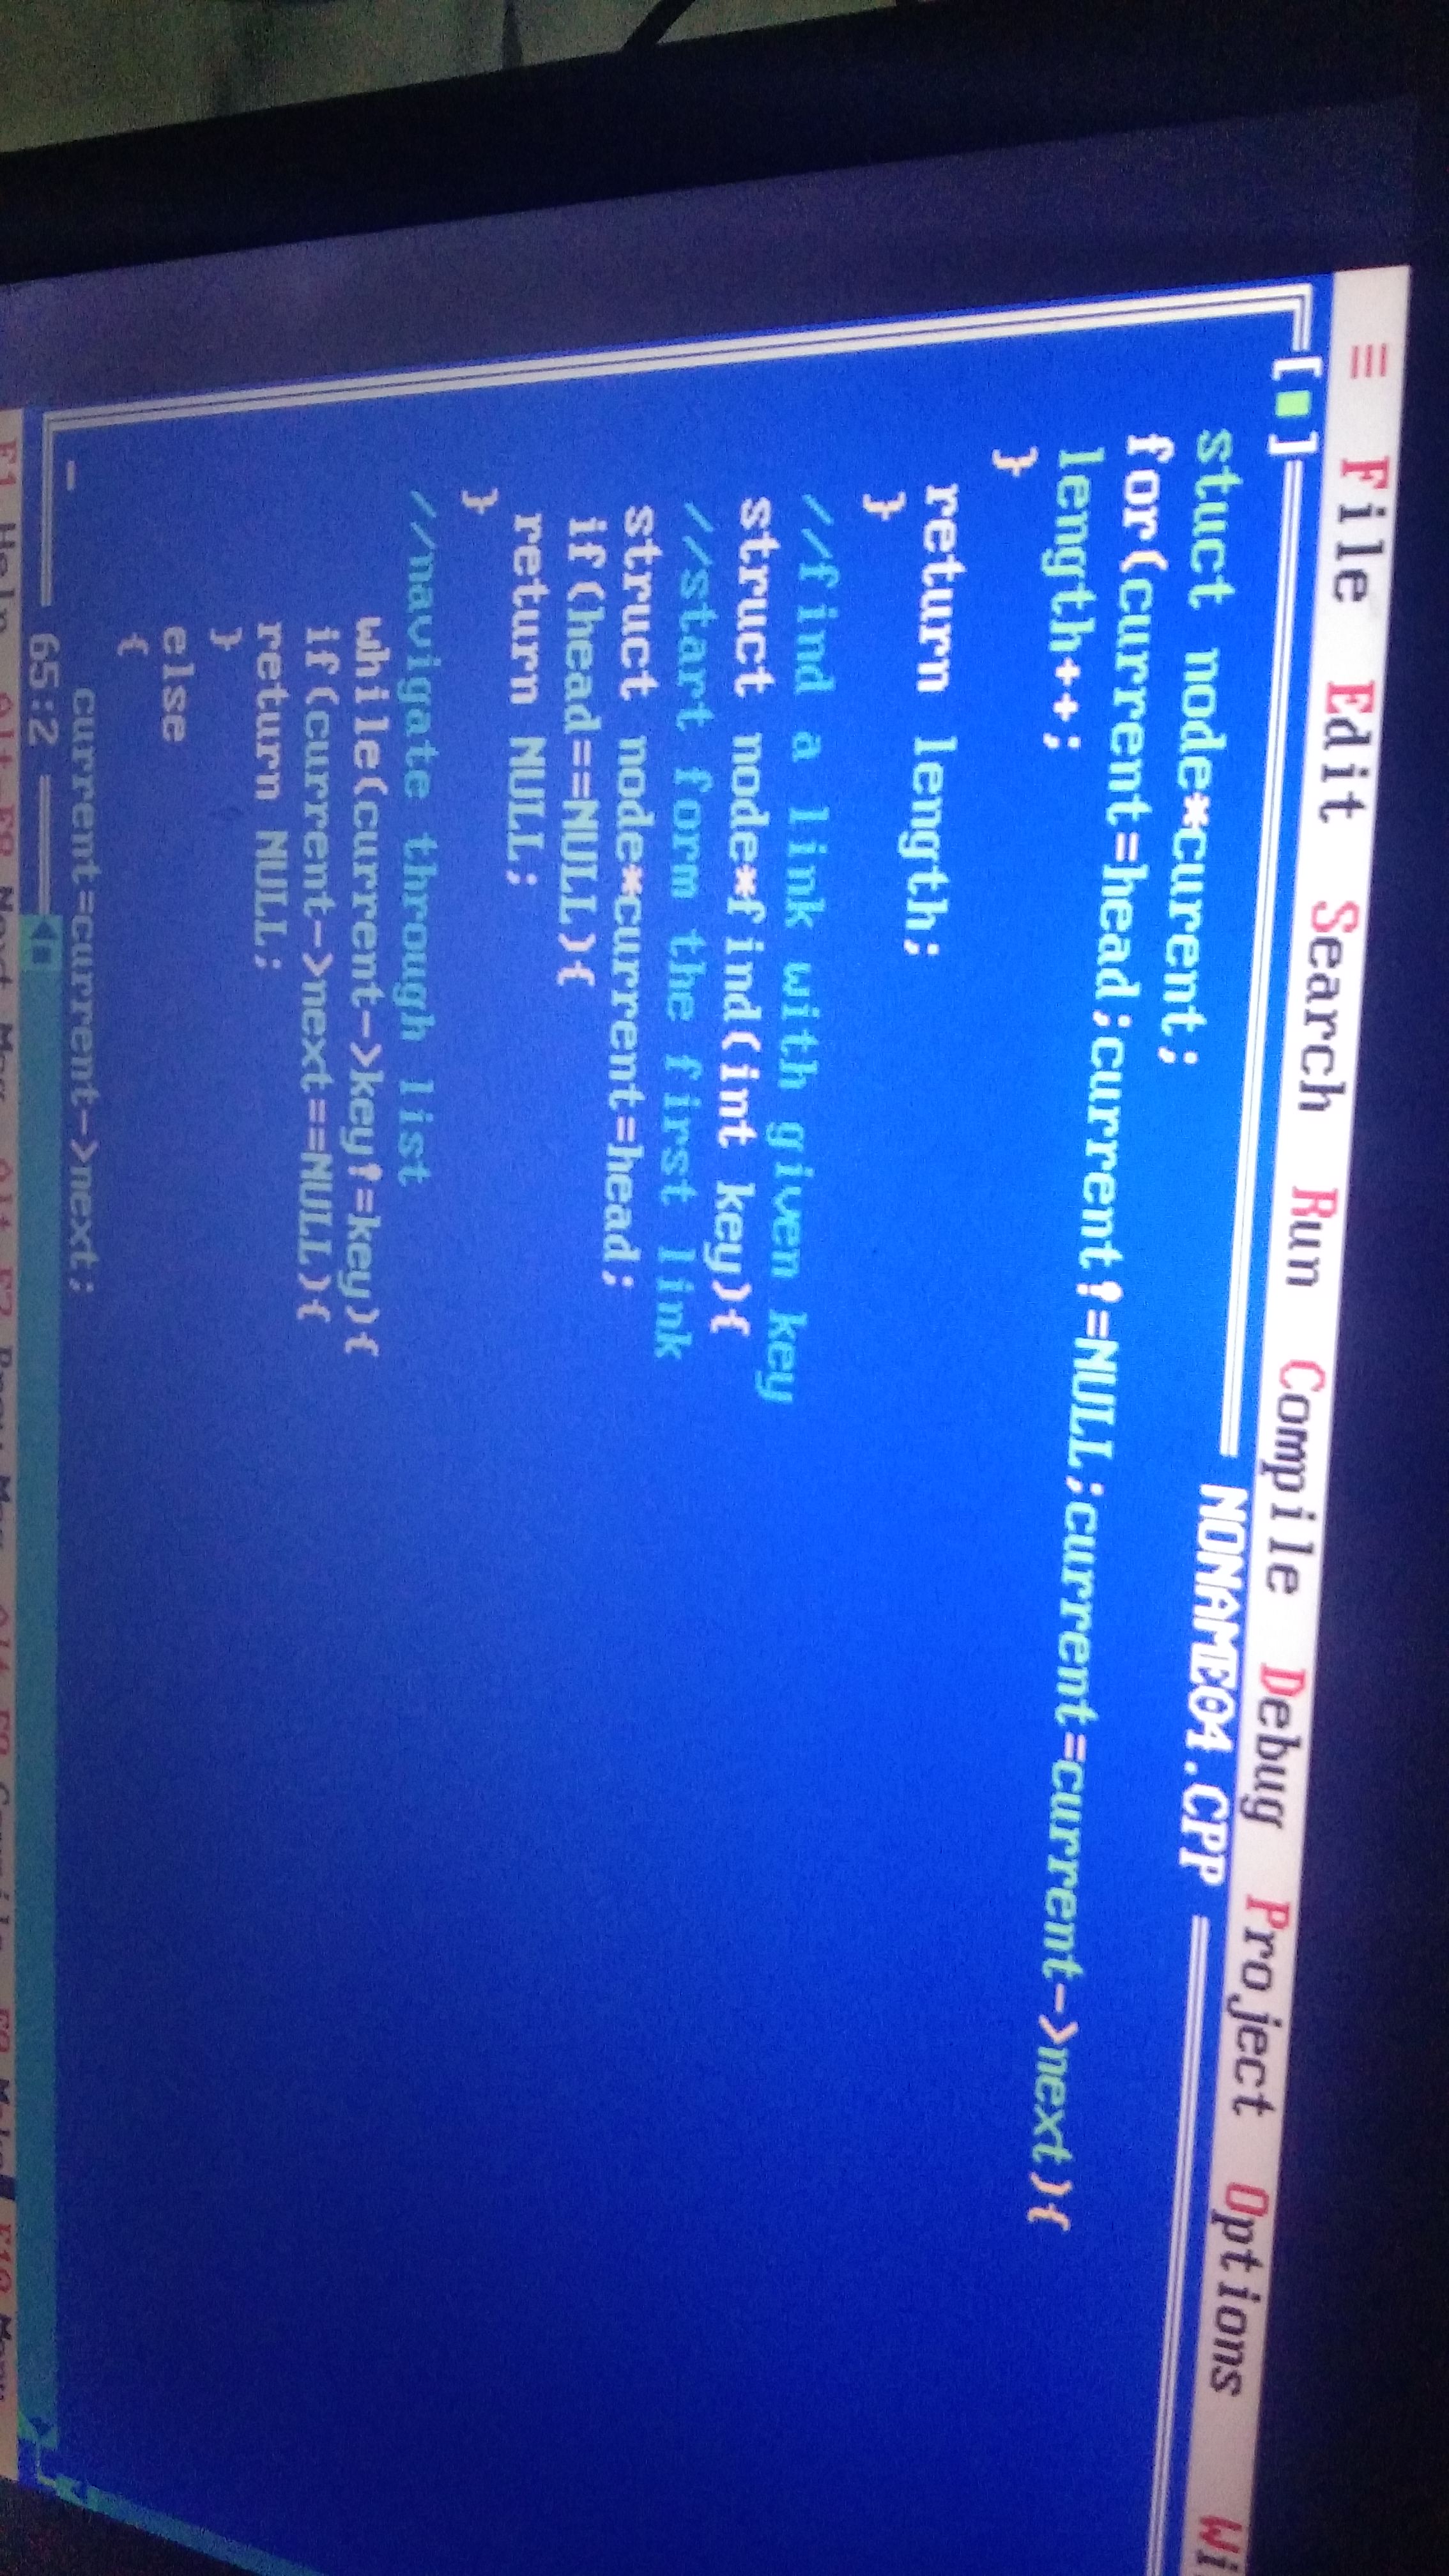 ≡ File Edit Search Run Compile Debug Project Options Wi
[■] NONAME04.CPP
stuct node*curent;
for(current=head;current!=NULL;current=current->next){
length++;
}
return length;
}
//find a link with given key
struct node*find(int key){
//start form the first link
struct node*current=head;
if(head==NULL){
return NULL;
}
//navigate through list
while(current->key!=key){
if(current->next==NULL){
return NULL;
}
else
{
current=current->next;
65:2
F1 Help Alt-F8 Next Msg Alt-F7 Prev Msg Alt-F9 Compile F9 Make F10 Menu